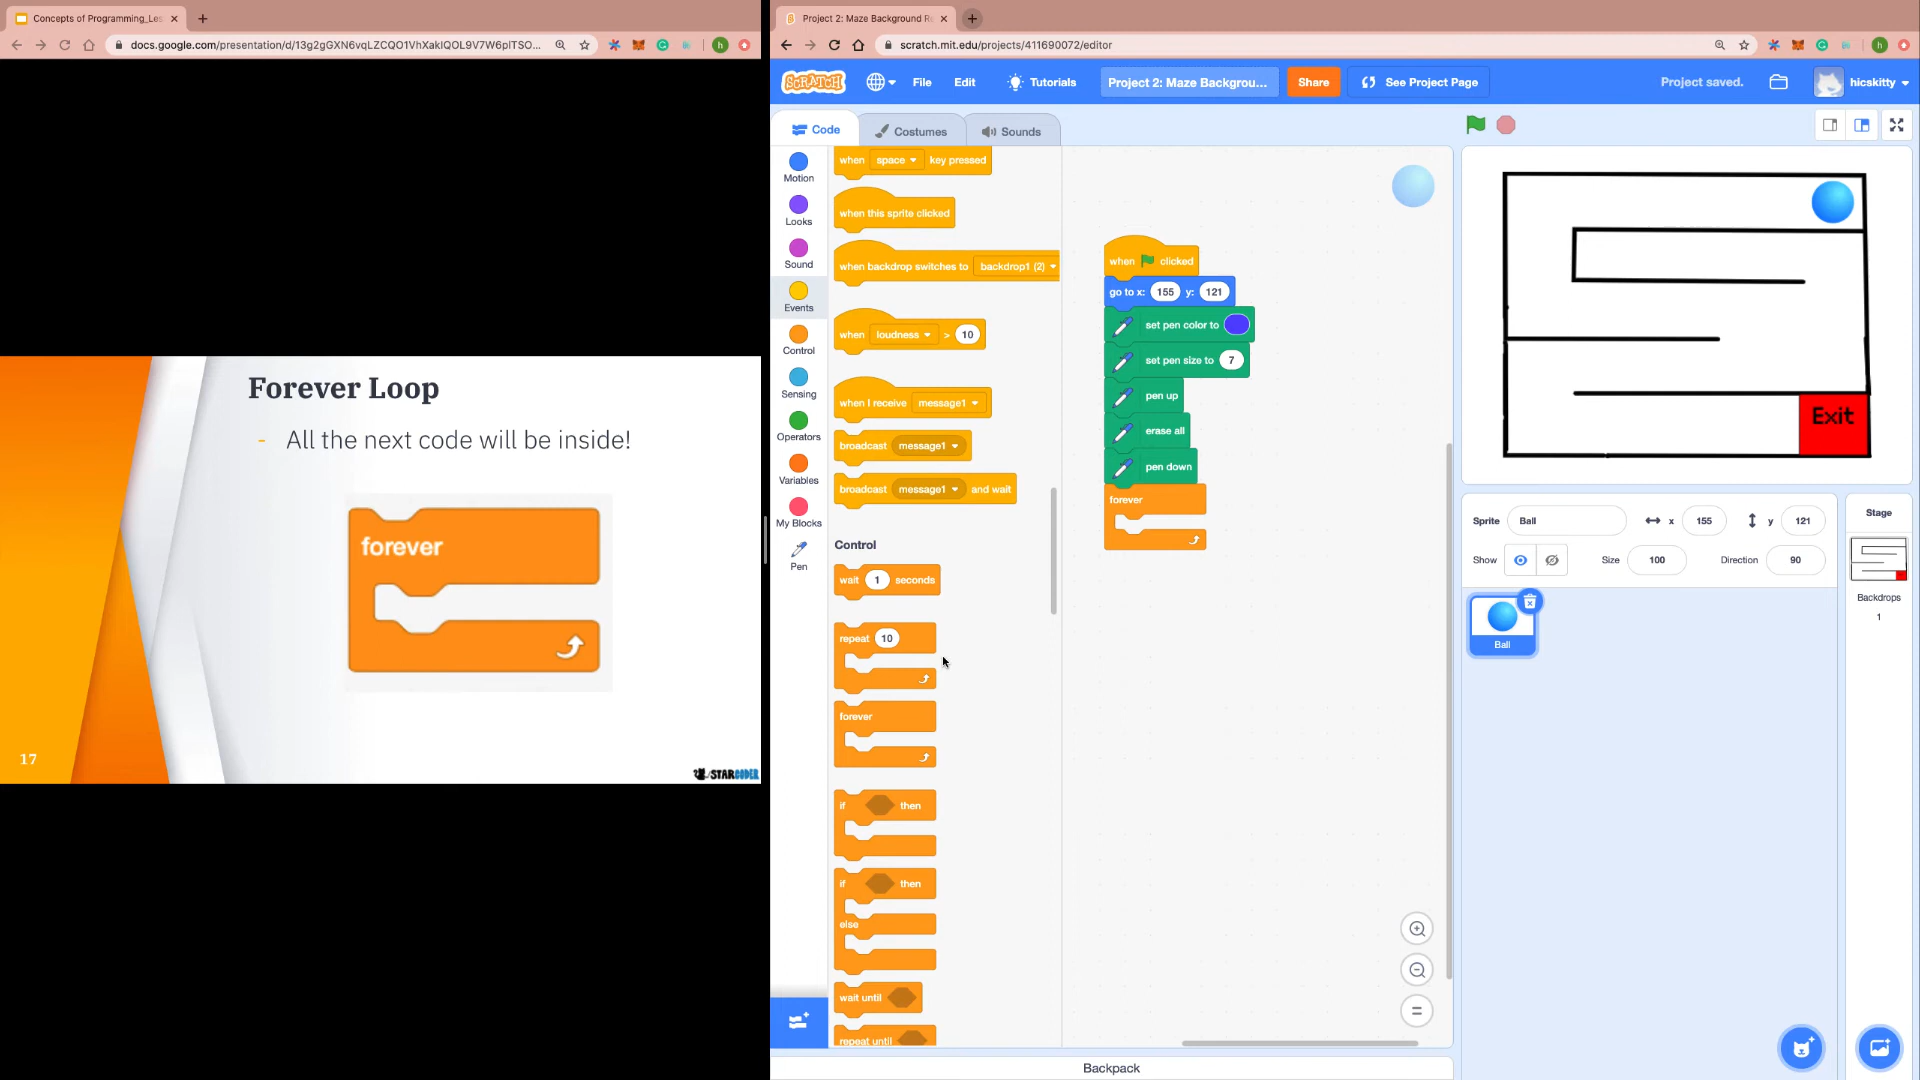 Concepts of Programming_Les
docs.google.com/presentation/d/13g2gGXN6vqLZCQO1VhXaklQOL9V7W6plTSO...
h
Forever Loop
- All the next code will be inside!
forever
17
STARCODER
Project 2: Maze Background R
scratch.mit.edu/projects/411690072/editor
h
SCRATCH
File
Edit
Tutorials
Project 2: Maze Backgrou...
Share
See Project Page
Project saved.
hicskitty
Code
Costumes
Sounds
Motion
Looks
Sound
Events
Control
Sensing
Operators
Variables
My Blocks
Pen
when space key pressed
when this sprite clicked
when backdrop switches to backdrop1 (2)
when loudness > 10
when I receive message1
broadcast message1
broadcast message1 and wait
Control
wait 1 seconds
repeat 10
forever
if then
if then
else
wait until
repeat until
when clicked
go to x: 155 y: 121
set pen color to
set pen size to 7
pen up
erase all
pen down
forever
Exit
Sprite Ball x 155 y 121
Show Size 100 Direction 90
Ball
Stage
Backdrops
1
Backpack